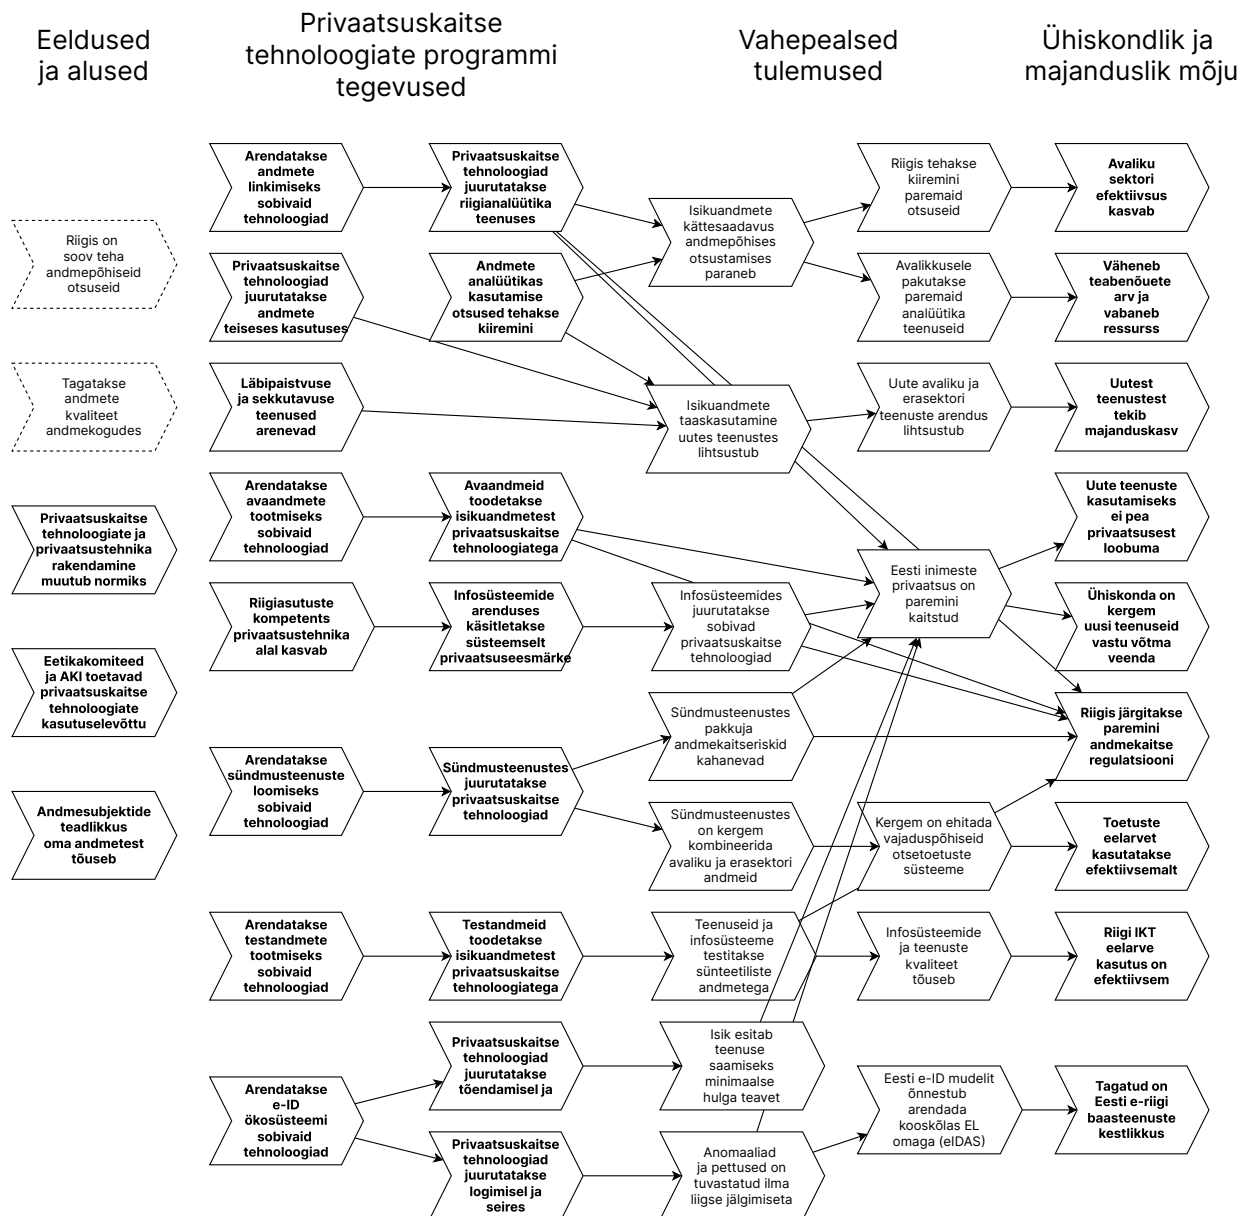 Eeldused
ja alused
Privaatsuskaitse
tehnoloogiate programmi
tegevused
Vahepealsed
tulemused
Ühiskondlik ja
majanduslik mõju
Riigis on
soov teha
andmepõhiseid
otsuseid
Tagatakse
andmete
kvaliteet
andmekogudes
Privaatsuskaitse
tehnoloogiate ja
privaatsustehnika
rakendamine
muutub normiks
Eetikakomiteed
ja AKI toetavad
privaatsuskaitse
tehnoloogiate
kasutuselevõttu
Andmesubjektide
teadlikkus
oma andmetest
tõuseb
Arendatakse
andmete
linkimiseks
sobivaid
tehnoloogiad
Privaatsuskaitse
tehnoloogiad
juurutatakse
andmete
teiseses kasutuses
Läbipaistvuse
ja sekkutavuse
teenused
arenevad
Arendatakse
avaandmete
tootmiseks
sobivaid
tehnoloogiad
Riigiasutuste
kompetents
privaatsustehnika
alal kasvab
Arendatakse
sündmusteenuste
loomiseks
sobivaid
tehnoloogiad
Arendatakse
testandmete
tootmiseks
sobivaid
tehnoloogiad
Arendatakse
e-ID
ökosüsteemi
sobivaid
tehnoloogiad
Privaatsuskaitse
tehnoloogiad
juurutatakse
riigianalüütika
teenuses
Andmete
analüütikas
kasutamise
otsused tehakse
kiiremini
Avaandmeid
toodetakse
isikuandmetest
privaatsuskaitse
tehnoloogiatega
Infosüsteemide
arenduses
käsitletakse
süsteemselt
privaatsuseesmärke
Sündmusteenustes
juurutatakse
privaatsuskaitse
tehnoloogiad
Testandmeid
toodetakse
isikuandmetest
privaatsuskaitse
tehnoloogiatega
Privaatsuskaitse
tehnoloogiad
juurutatakse
tõendamisel ja
Privaatsuskaitse
tehnoloogiad
juurutatakse
logimisel ja
seires
Isikuandmete
kättesaadavus
andmepõhises
otsustamises
paraneb
Isikuandmete
taaskasutamine
uutes teenustes
lihtsustub
Infosüsteemides
juurutatakse
sobivad
privaatsuskaitse
tehnoloogiad
Sündmusteenustes
pakkuja
andmekaitseriskid
kahanevad
Sündmusteenustes
on kergem
kombineerida
avaliku ja erasektori
andmeid
Teenuseid ja
infosüsteeme
testitakse
sünteetiliste
andmetega
Isik esitab
teenuse
saamiseks
minimaalse
hulga teavet
Anomaaliad
ja pettused on
tuvastatud ilma
liigse jälgimiseta
Riigis tehakse
kiiremini
paremaid
otsuseid
Avalikkusele
pakutakse
paremaid
analüütika
teenuseid
Uute avaliku ja
erasektori
teenuste arendus
lihtsustub
Eesti inimeste
privaatsus on
paremini
kaitstud
Kergem on ehitada
vajaduspõhiseid
otsetoetuste
süsteeme
Infosüsteemide
ja teenuste
kvaliteet
tõuseb
Eesti e-ID mudelit
õnnestub
arendada
kooskõlas EL
omaga (eIDAS)
Avaliku
sektori
efektiivsus
kasvab
Väheneb
teabenõuete
arv ja
vabaneb
ressurss
Uutest
teenustest
tekib
majanduskasv
Uute teenuste
kasutamiseks
ei pea
privaatsusest
loobuma
Ühiskonda on
kergem
uusi teenuseid
vastu võtma
veenda
Riigis järgitakse
paremini
andmekaitse
regulatsiooni
Toetuste
eelarvet
kasutatakse
efektiivsemalt
Riigi IKT
eelarve
kasutus on
efektiivsem
Tagatud on
Eesti e-riigi
baasteenuste
kestlikkus